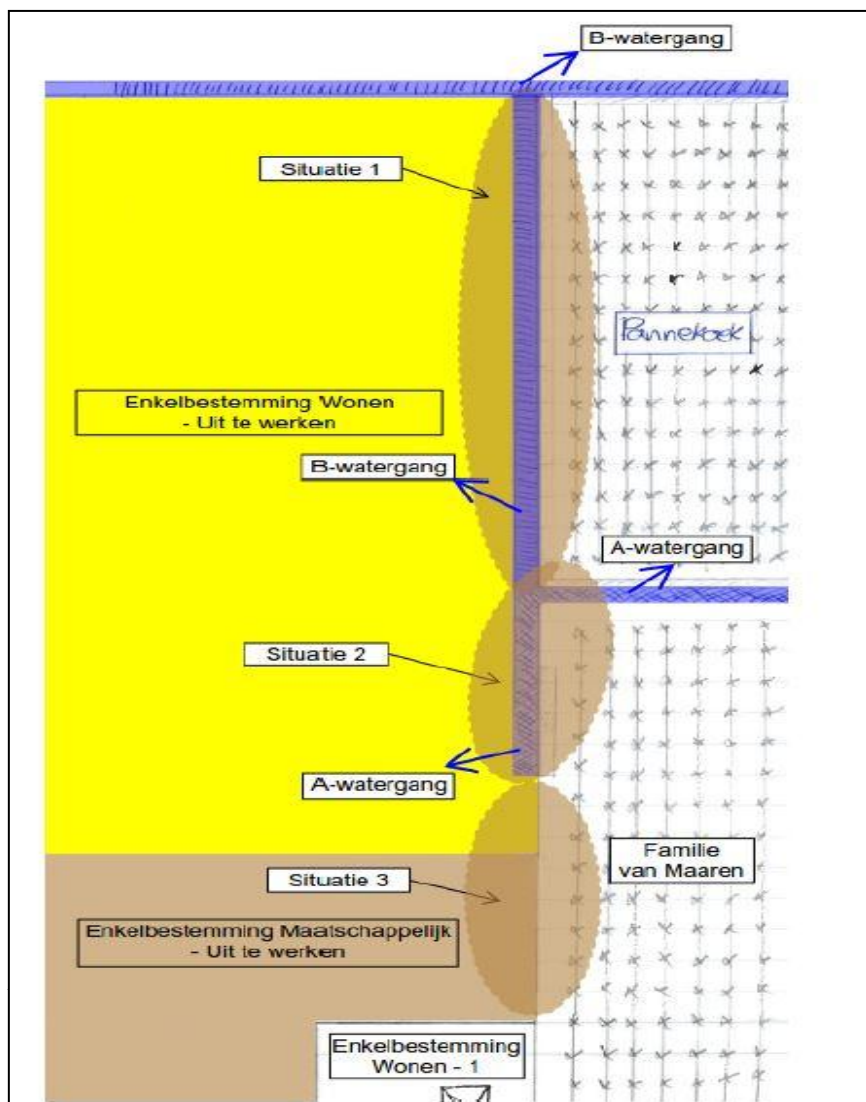 B-watergang
Situatie 1
Pannekoek
Enkelbestemming 'Wonen
- Uit te werken
B-watergang
A-watergang
Situatie 2
A-watergang
Familie
van Maaren
Situatie 3
Enkelbestemming Maatschappelijk
- Uit te werken
Enkelbestemming
Wonen - 1